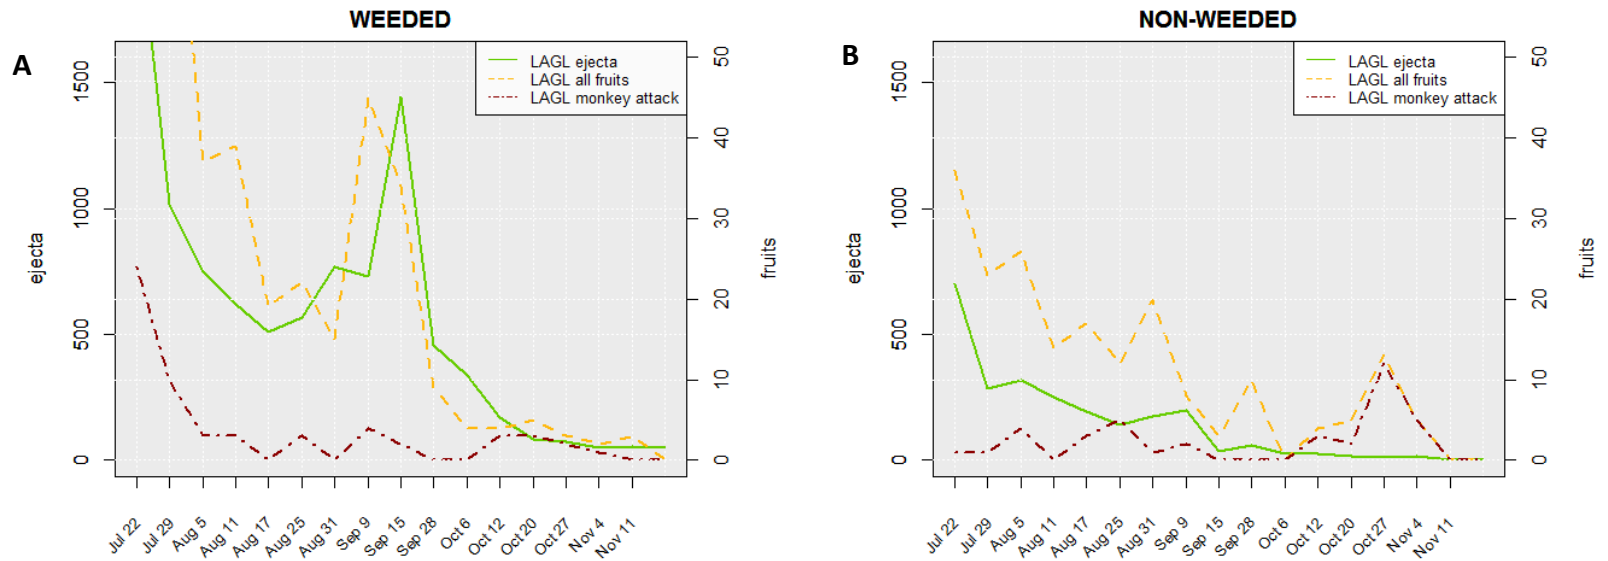 WEEDED
A
LAGL ejecta
LAGL all fruits
LAGL monkey attack
ejecta
0
500
1000
1500
fruits
0
10
20
30
40
50
Jul 22
Jul 29
Aug 5
Aug 11
Aug 17
Aug 25
Aug 31
Sep 9
Sep 15
Sep 28
Oct 6
Oct 12
Oct 20
Oct 27
Nov 4
Nov 11
NON-WEEDED
B
LAGL ejecta
LAGL all fruits
LAGL monkey attack
ejecta
0
500
1000
1500
fruits
0
10
20
30
40
50
Jul 22
Jul 29
Aug 5
Aug 11
Aug 17
Aug 25
Aug 31
Sep 9
Sep 15
Sep 28
Oct 6
Oct 12
Oct 20
Oct 27
Nov 4
Nov 11